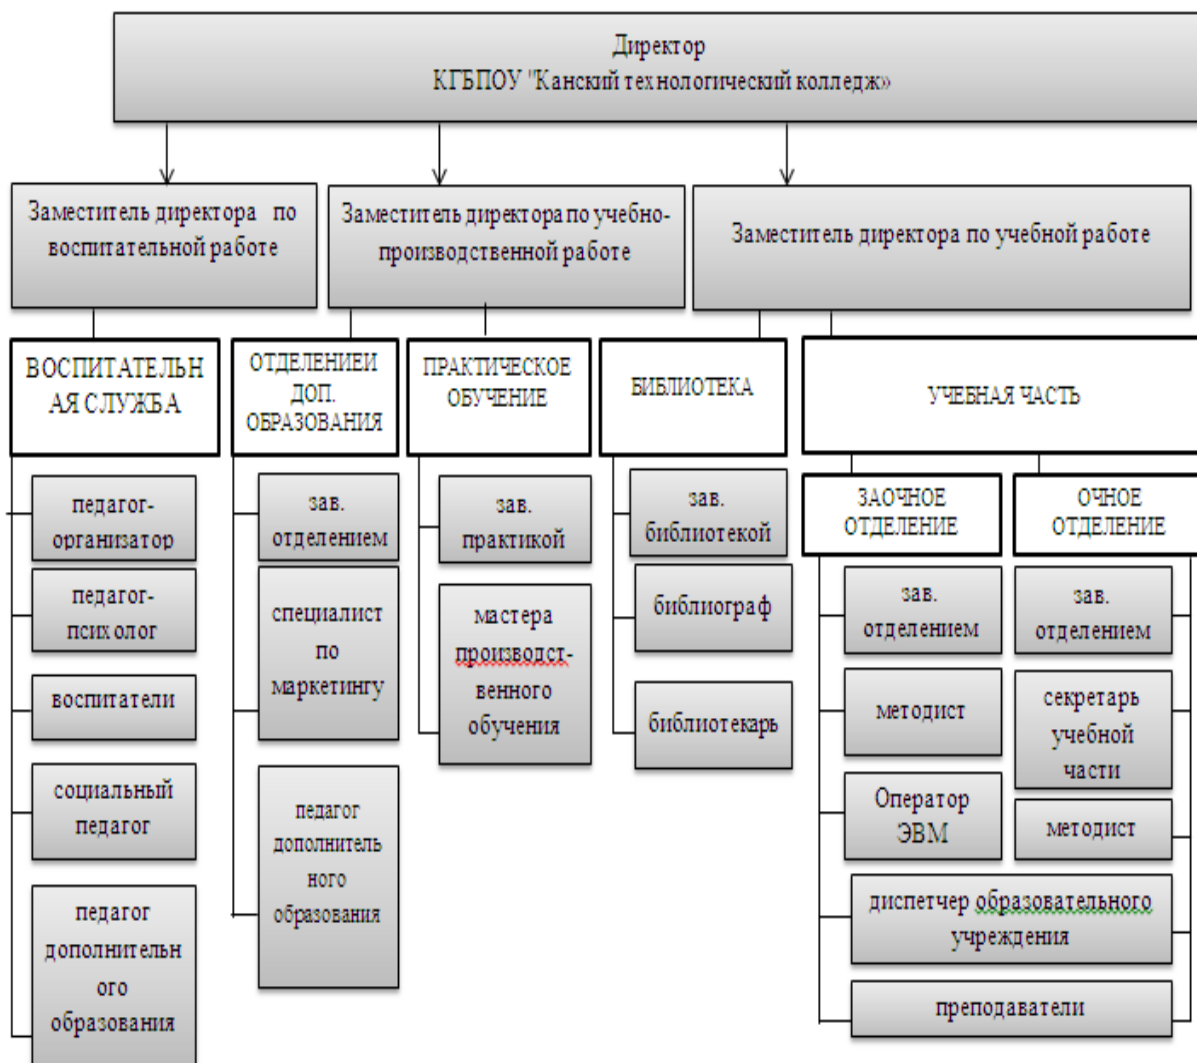 Директор
КГБПОУ "Канский технологический колледж»
Заместитель директора по
воспитательной работе
Заместитель директора по учебно-
производственной работе
Заместитель директора по учебной работе
ВОСПИТАТЕЛЬН
АЯ СЛУЖБА
ОТДЕЛЕНИЕИ
ДОП.
ОБРАЗОВАНИЯ
ПРАКТИЧЕСКОЕ
ОБУЧЕНИЕ
БИБЛИОТЕКА
УЧЕБНАЯ ЧАСТЬ
педагог-
организатор
педагог-
психолог
воспитатели
социальный
педагог
педагог
дополнительн
ого
образования
зав.
отделением
специалист
по
маркетингу
педагог
дополнитель
ного
образования
зав.
практикой
мастера
производст-
венного
обучения
зав.
библиотекой
библиограф
библиотекарь
ЗАОЧНОЕ
ОТДЕЛЕНИЕ
ОЧНОЕ
ОТДЕЛЕНИЕ
зав.
отделением
методист
Оператор
ЭВМ
зав.
отделением
секретарь
учебной
части
методист
диспетчер образовательного
учреждения
преподаватели